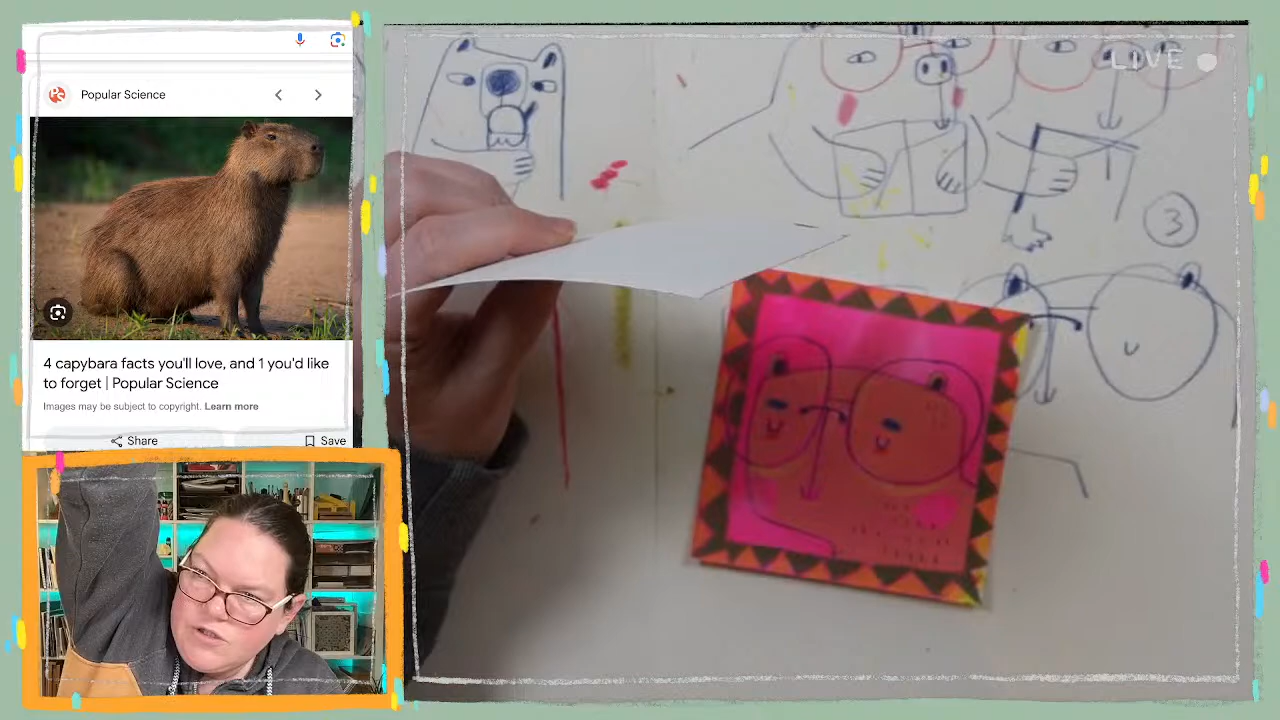 Popular Science
4 capybara facts you'll love, and 1 you'd like
to forget | Popular Science
Images may be subject to copyright. Learn more
Share
Save
LIVE
3